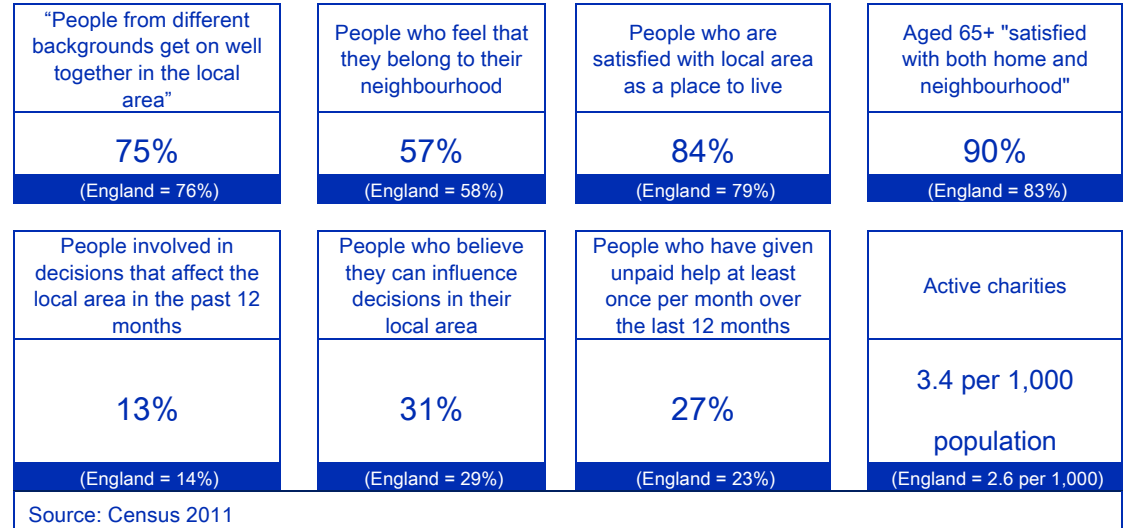 “People from different
backgrounds get on well
together in the local
area”
75%
(England = 76%)
People who feel that
they belong to their
neighbourhood
57%
(England = 58%)
People who are
satisfied with local area
as a place to live
84%
(England = 79%)
Aged 65+ "satisfied
with both home and
neighbourhood"
90%
(England = 83%)
People involved in
decisions that affect the
local area in the past 12
months
13%
(England = 14%)
People who believe
they can influence
decisions in their
local area
31%
(England = 29%)
People who have given
unpaid help at least
once per month over
the last 12 months
27%
(England = 23%)
Active charities
3.4 per 1,000
population
(England = 2.6 per 1,000)
Source: Census 2011